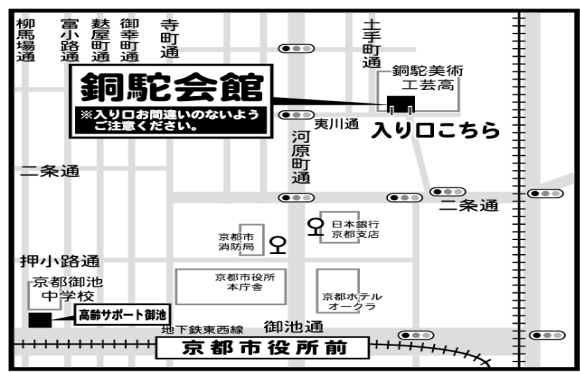 柳馬場通
富小路通
麩屋町通
御幸町通
寺町通
土手町通
銅駝美術
工芸高
銅駝会館
※入り口お間違いのないよう
ご注意ください。
夷川通
入り口こちら
河原町通
二条通
二条通
京都市
消防局
日本銀行
京都支店
押小路通
京都御池
中学校
京都市役所
本庁舎
京都ホテル
オークラ
高齢サポート御池
地下鉄東西線
御池通
京都市役所前